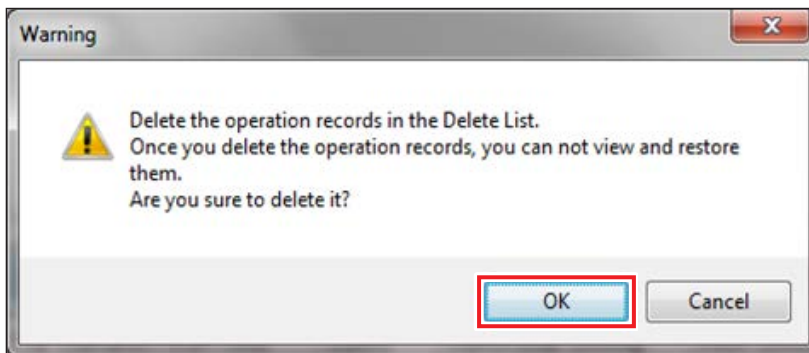 Warning
Delete the operation records in the Delete List.
Once you delete the operation records, you can not view and restore
them.
Are you sure to delete it?
OK
Cancel